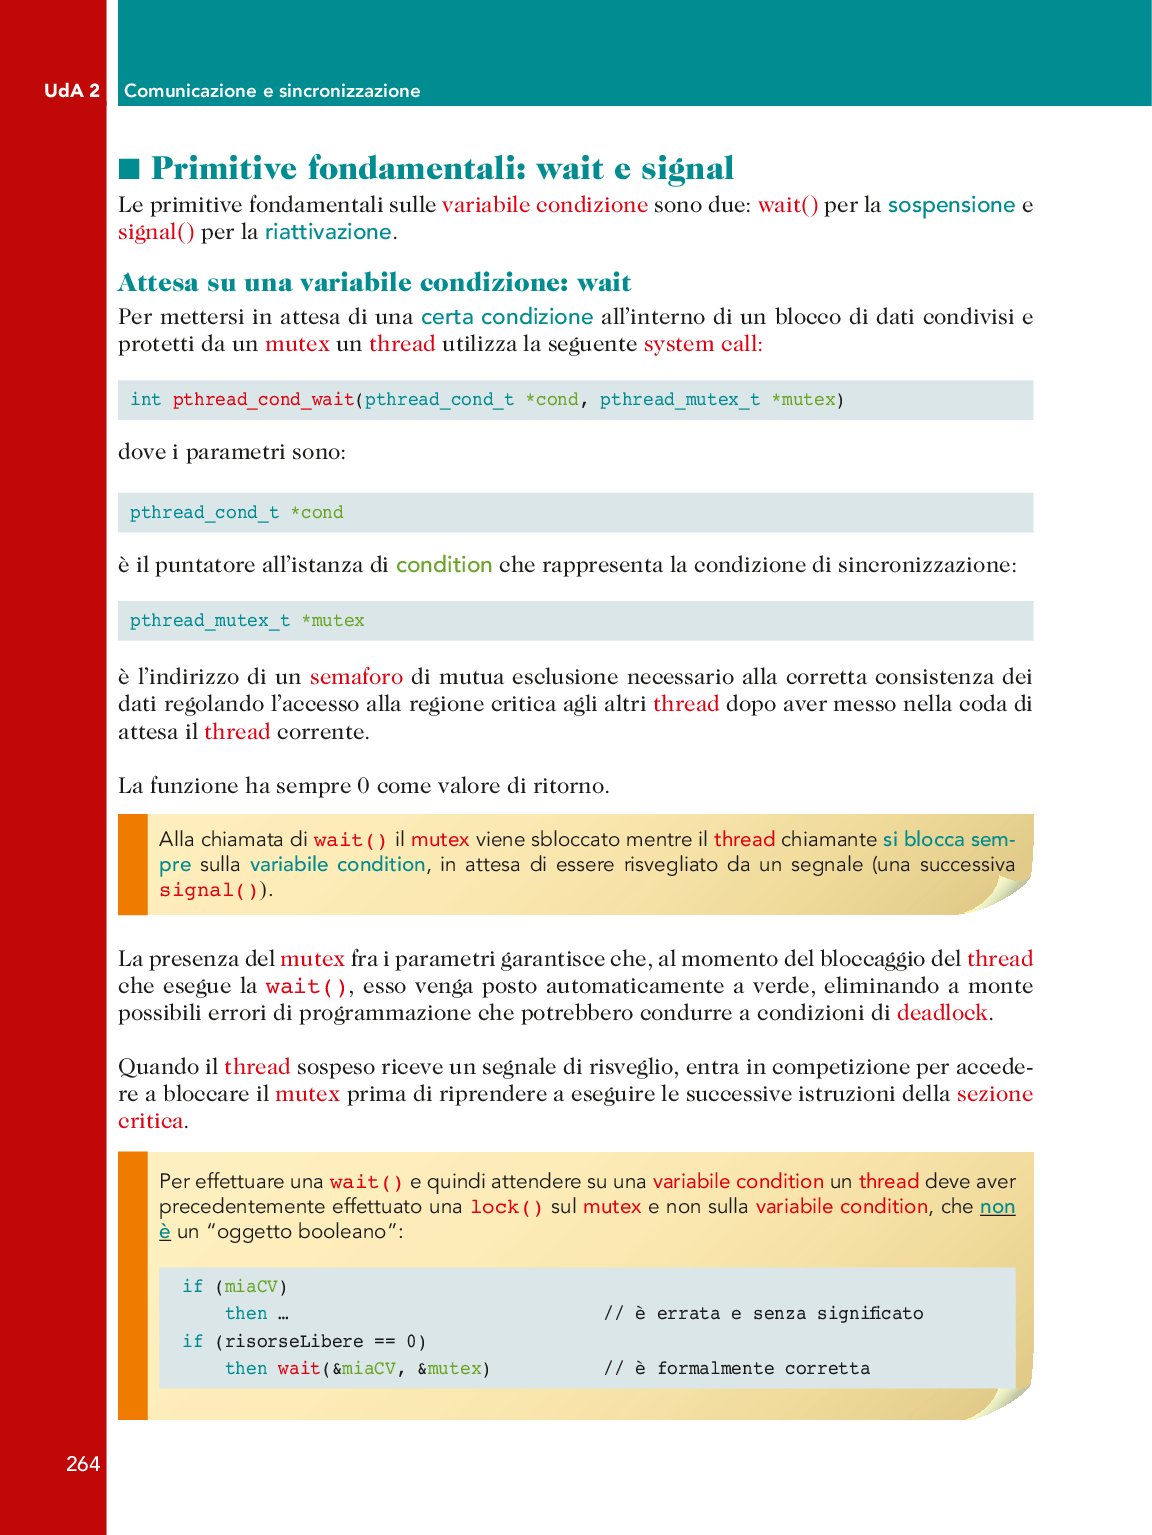 UdA 2 Comunicazione e sincronizzazione
■ Primitive fondamentali: wait e signal
Le primitive fondamentali sulle variabile condizione sono due: wait() per la sospensione e
signal() per la riattivazione.
Attesa su una variabile condizione: wait
Per mettersi in attesa di una certa condizione all'interno di un blocco di dati condivisi e
protetti da un mutex un thread utilizza la seguente system call:
int pthread_cond_wait(pthread_cond_t *cond, pthread_mutex_t *mutex)
dove i parametri sono:
pthread_cond_t *cond
è il puntatore all'istanza di condition che rappresenta la condizione di sincronizzazione:
pthread_mutex_t *mutex
è l'indirizzo di un semaforo di mutua esclusione necessario alla corretta consistenza dei
dati regolando l'accesso alla regione critica agli altri thread dopo aver messo nella coda di
attesa il thread corrente.
La funzione ha sempre 0 come valore di ritorno.
Alla chiamata di wait() il mutex viene sbloccato mentre il thread chiamante si blocca sem-
pre sulla variabile condition, in attesa di essere risvegliato da un segnale (una successiva
signal()).
La presenza del mutex fra i parametri garantisce che, al momento del bloccaggio del thread
che esegue la wait(), esso venga posto automaticamente a verde, eliminando a monte
possibili errori di programmazione che potrebbero condurre a condizioni di deadlock.
Quando il thread sospeso riceve un segnale di risveglio, entra in competizione per accede-
re a bloccare il mutex prima di riprendere a eseguire le successive istruzioni della sezione
critica.
Per effettuare una wait() e quindi attendere su una variabile condition un thread deve aver
precedentemente effettuato una lock() sul mutex e non sulla variabile condition, che non
è un "oggetto booleano":
if (miaCV)
then … // è errata e senza significato
if (risorseLibere == 0)
then wait(&miaCV, &mutex) // è formalmente corretta
264